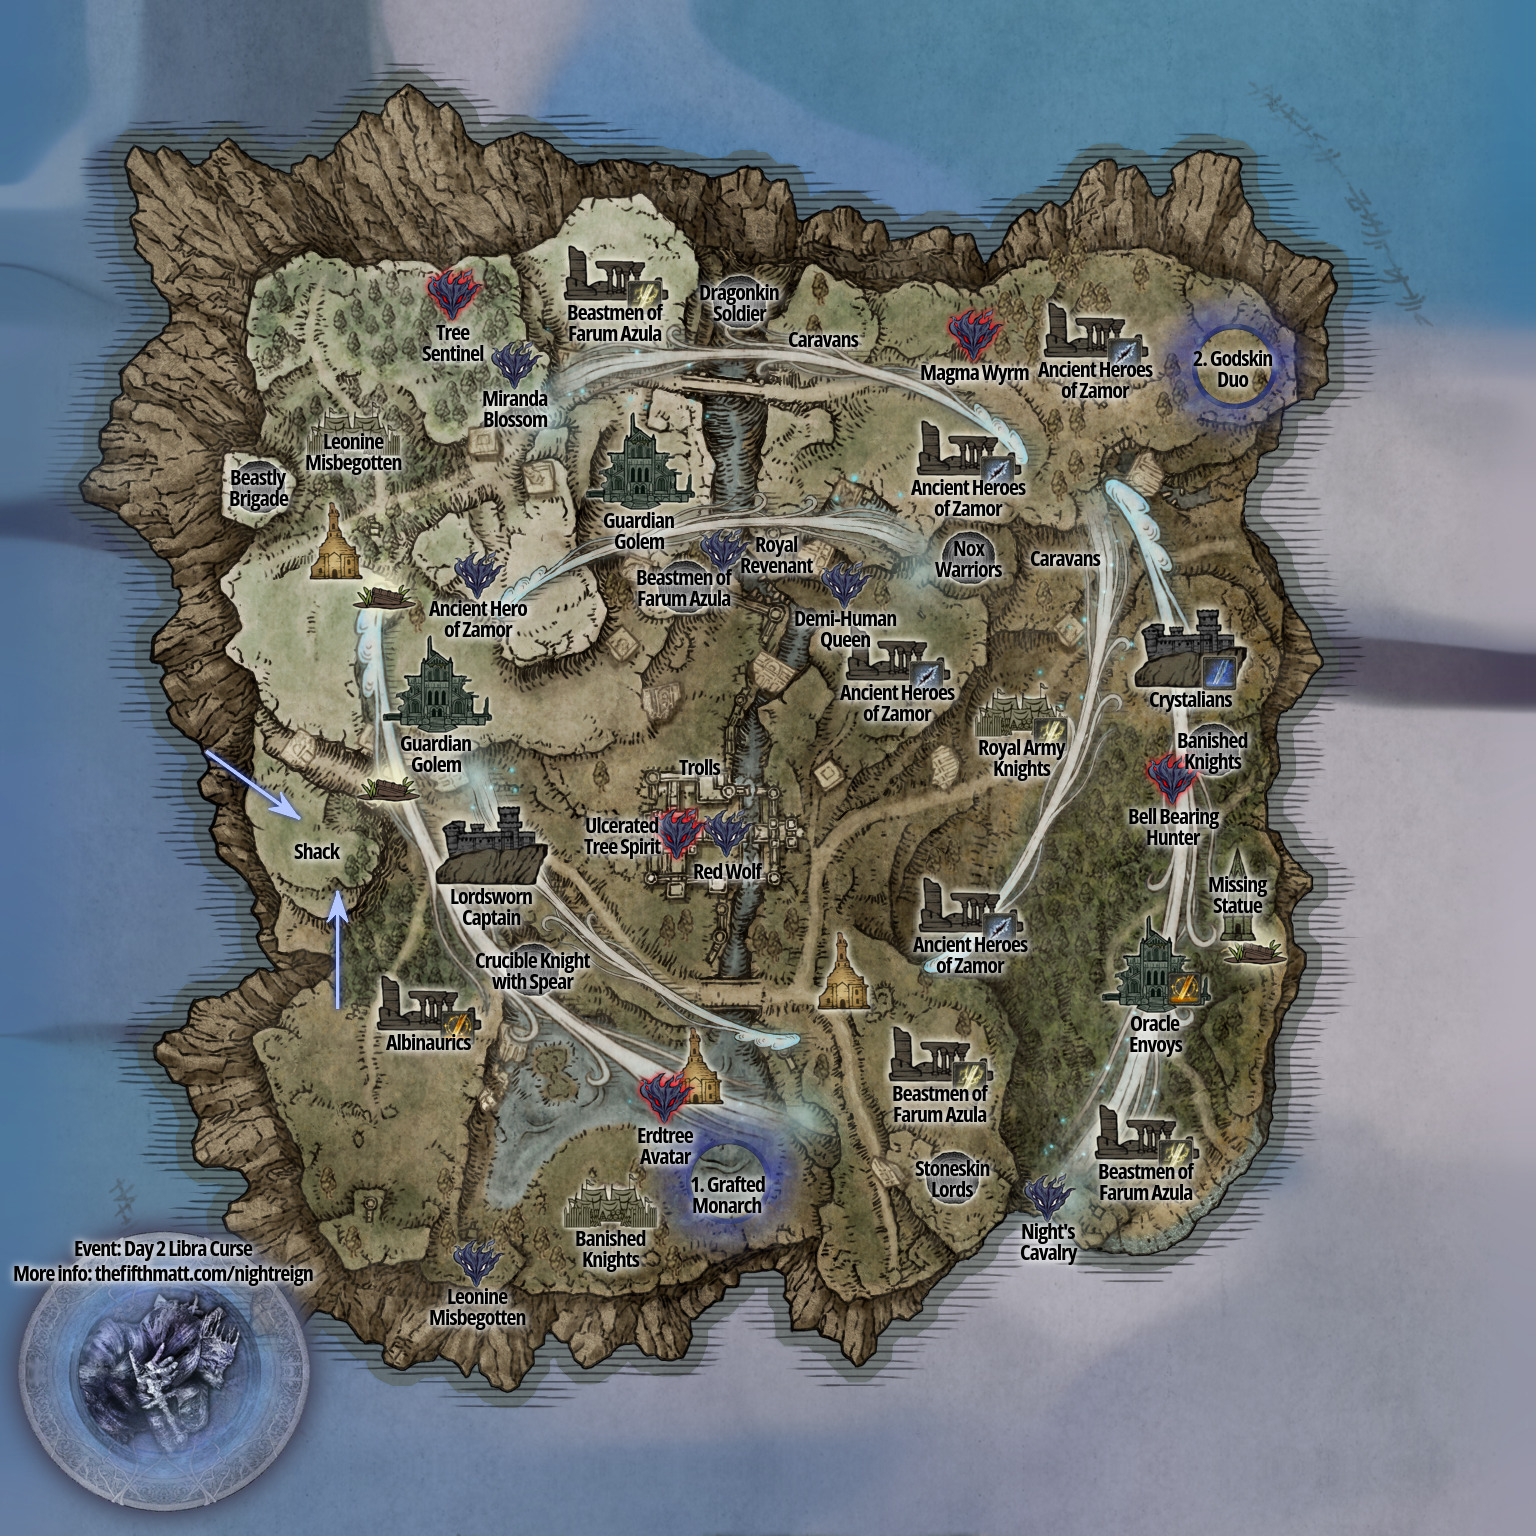 Dragonkin
Soldier
Beastmen of
Farum Azula
Tree
Sentinel
Caravans
Magma Wyrm
Ancient Heroes
of Zamor
2. Godskin
Duo
Miranda
Blossom
Leonine
Misbegotten
Beastly
Brigade
Ancient Heroes
of Zamor
Guardian
Golem
Royal
Revenant
Nox
Warriors
Caravans
Beastmen of
Farum Azula
Ancient Hero
of Zamor
Demi-Human
Queen
Ancient Heroes
of Zamor
Crystalians
Guardian
Golem
Royal Army
Knights
Banished
Knights
Trolls
Ulcerated
Tree Spirit
Red Wolf
Bell Bearing
Hunter
Shack
Lordsworn
Captain
Missing
Statue
Crucible Knight
with Spear
Ancient Heroes
of Zamor
Albinaurics
Oracle
Envoys
Beastmen of
Farum Azula
Erdtree
Avatar
1. Grafted
Monarch
Stoneskin
Lords
Beastmen of
Farum Azula
Banished
Knights
Night's
Cavalry
Leonine
Misbegotten
Event: Day 2 Libra Curse
More info: thefifthmatt.com/nightreign